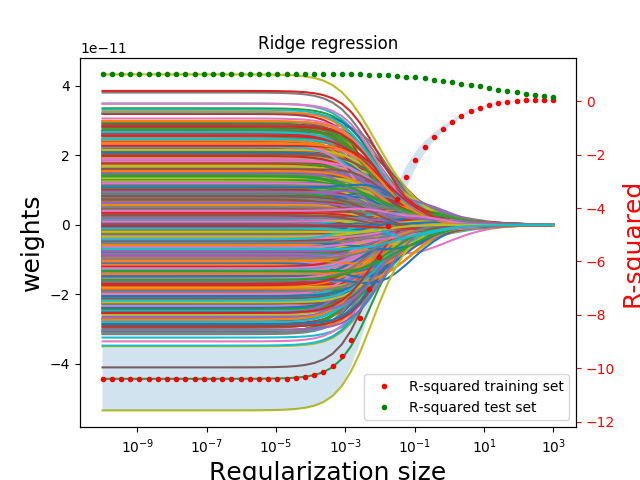 Ridge regression
1e−11
4
2
0
−2
−4
weights
0
−2
−4
−6
−8
−10
−12
R-squared
R-squared training set
R-squared test set
10⁻⁹ 10⁻⁷ 10⁻⁵ 10⁻³ 10⁻¹ 10¹ 10³
Regularization size